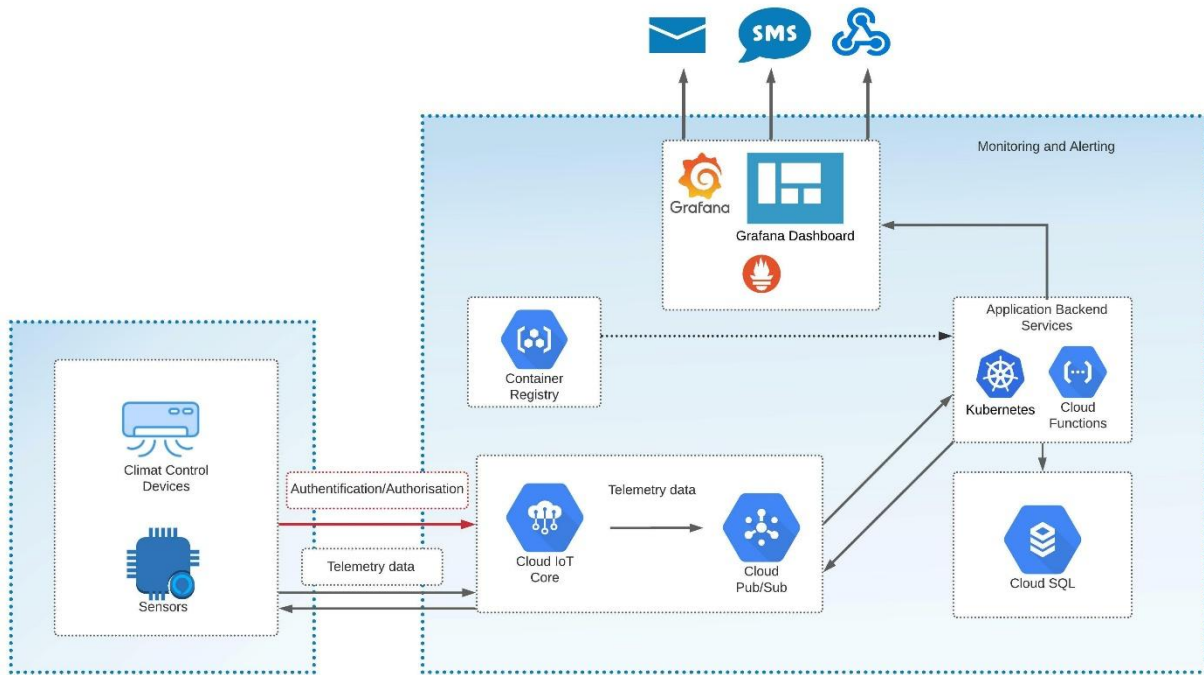 SMS
Monitoring and Alerting
Grafana
Grafana Dashboard
Application Backend
Services
Container
Registry
Kubernetes
Cloud
Functions
Climat Control
Devices
Authentification/Authorisation
Telemetry data
Cloud IoT
Core
Cloud
Pub/Sub
Cloud SQL
Telemetry data
Sensors